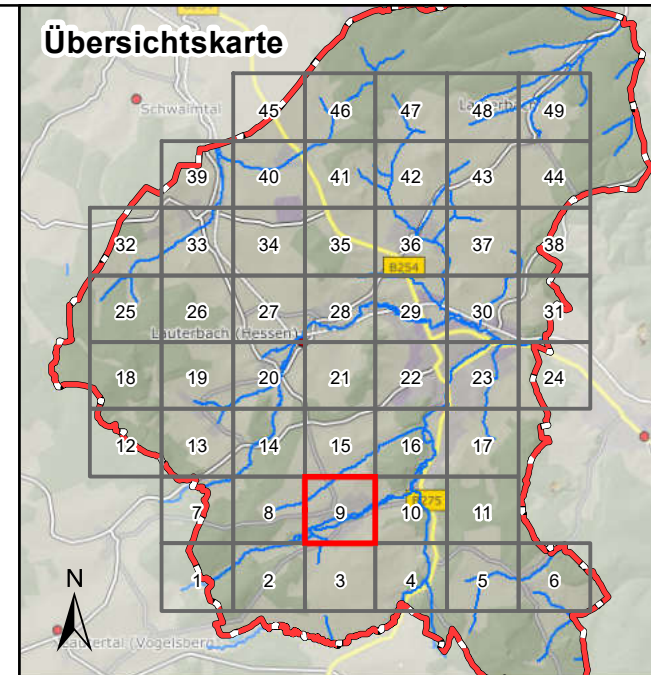 Übersichtskarte
Schwalmtal
45 46 47 48 49
39 40 41 42 43 44
32 33 34 35 36 37 38
B254
25 26 27 28 29 30 31
Lauterbach (Hessen)
18 19 20 21 22 23 24
12 13 14 15 16 17
7 8 9 10 11
B275
1 2 3 4 5 6
N
Lautertal (Vogelsberg)